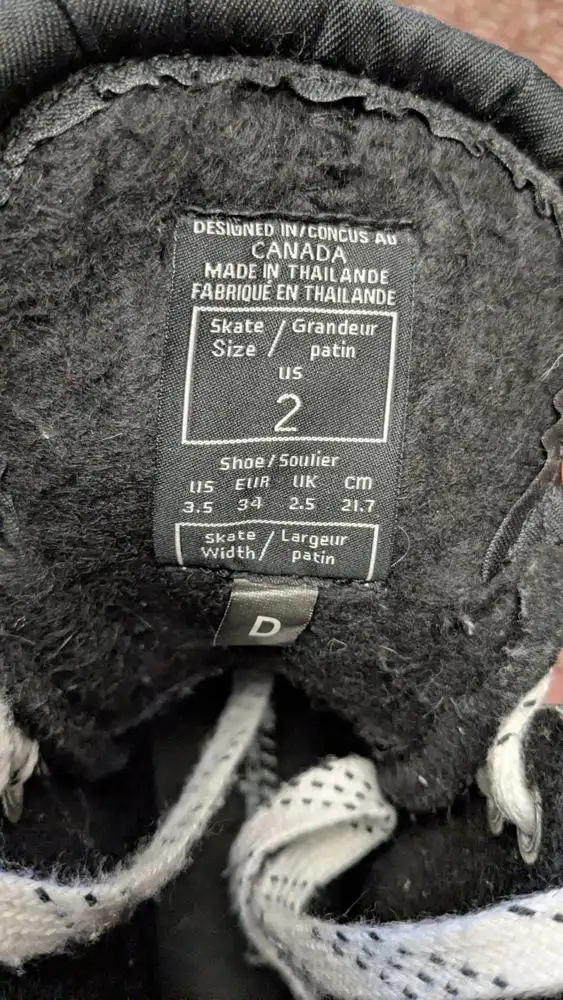 DESIGNED IN/CONCUS AU
CANADA
MADE IN THAILANDE
FABRIQUÉ EN THAILANDE
Skate / Grandeur
Size / patin
US
2
Shoe/Soulier
US EUR UK cm
3.5 34 2.5 21.7
Skate / Largeur
Width / patin
D